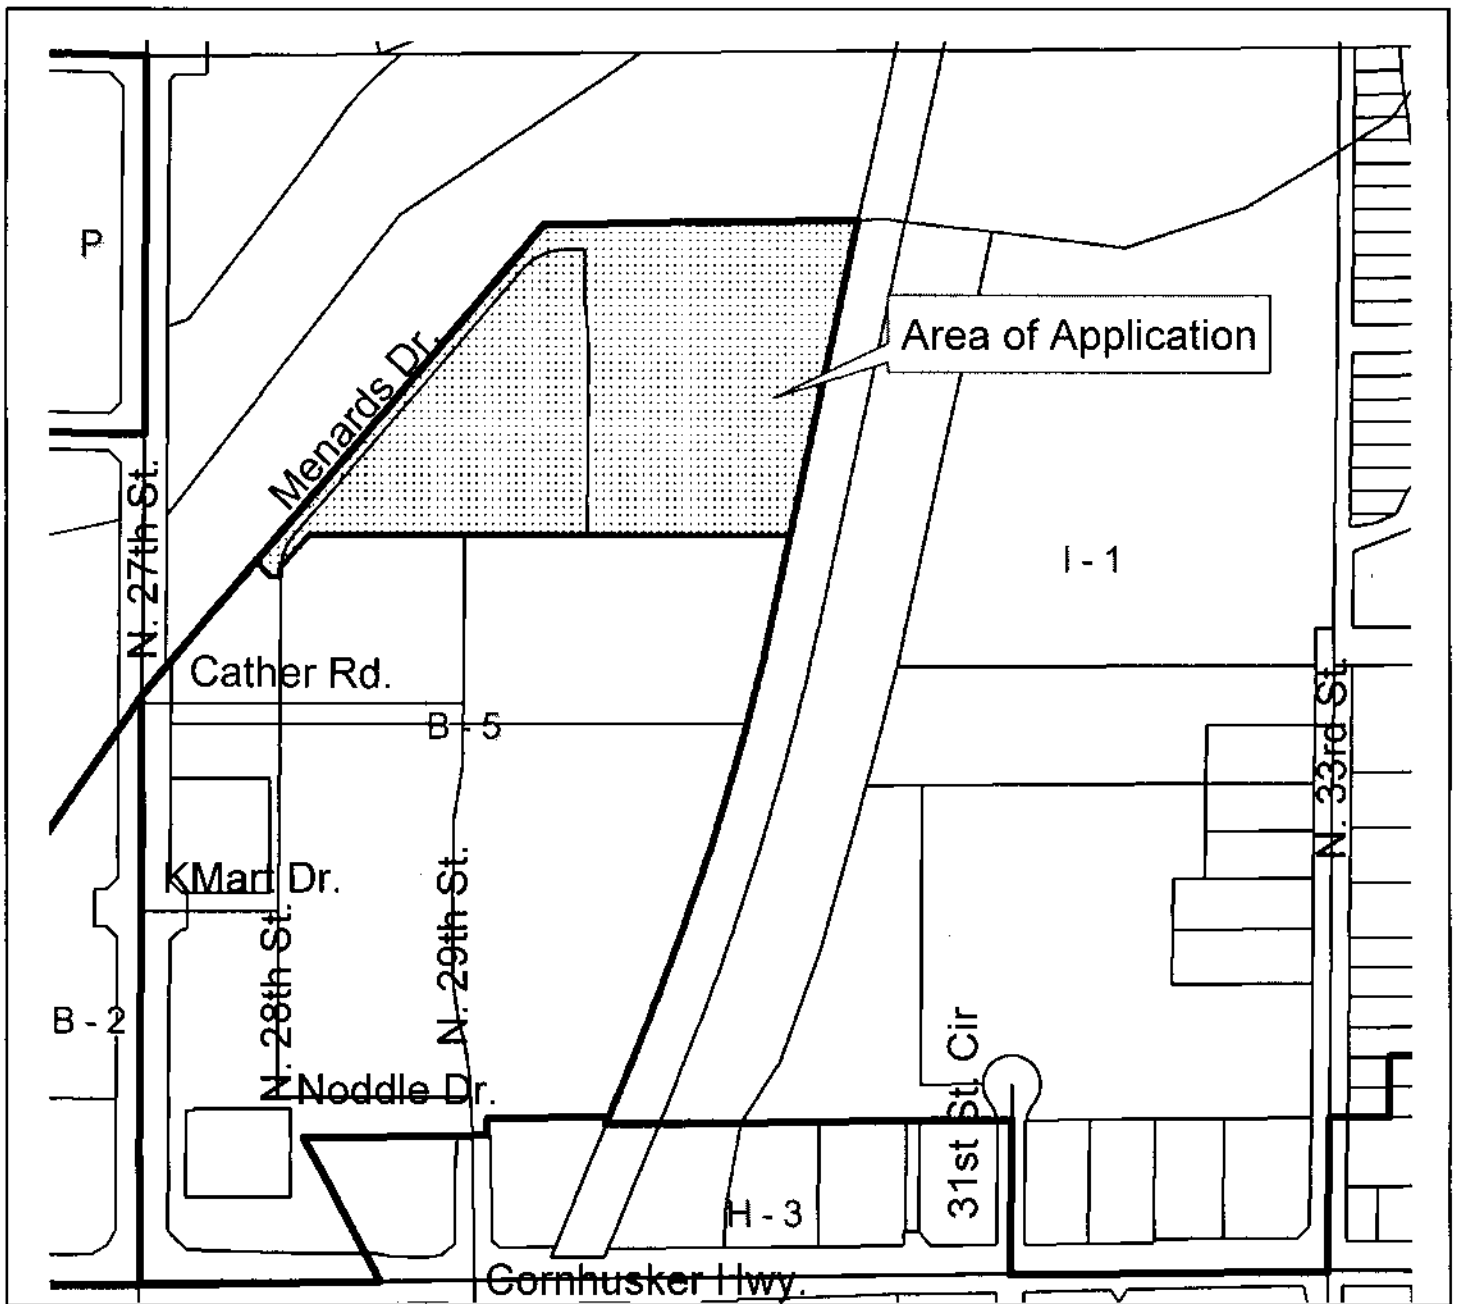 P
Area of Application
Menards Dr.
N. 27th St.
I - 1
Cather Rd.
B - 5
N. 33rd St.
KMart Dr.
N. 28th St.
N. 29th St.
B - 2
31st St. Cir
Noddle Dr.
H - 3
Cornhusker Hwy.